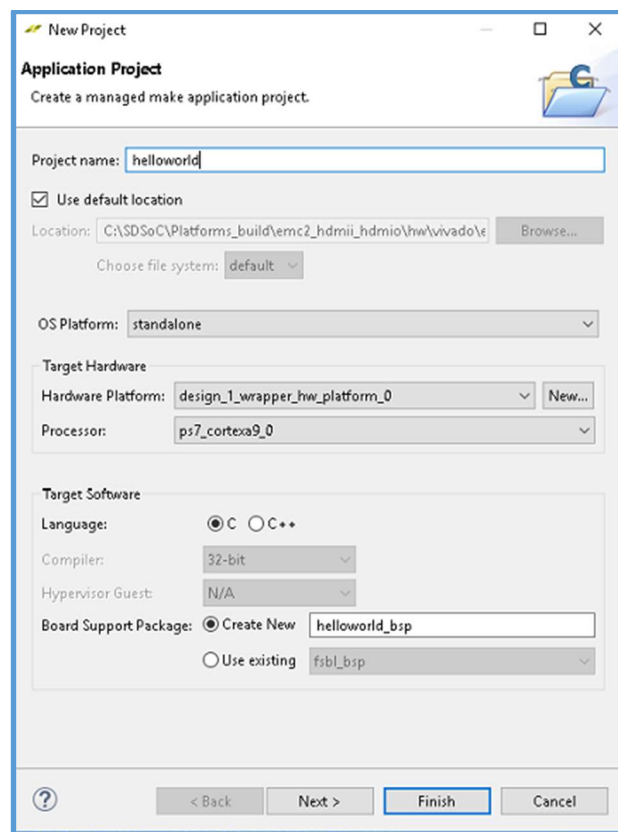 New Project
Application Project
Create a managed make application project.
Project name: helloworld
Use default location
Location: C:\SDSoC\Platforms_build\emc2_hdmii_hdmio\hw\vivado\e Browse...
Choose file system: default
OS Platform: standalone
Target Hardware
Hardware Platform: design_1_wrapper_hw_platform_0 New...
Processor: ps7_cortexa9_0
Target Software
Language: C C++
Compiler: 32-bit
Hypervisor Guest: N/A
Board Support Package: Create New helloworld_bsp
Use existing fsbl_bsp
? < Back Next > Finish Cancel